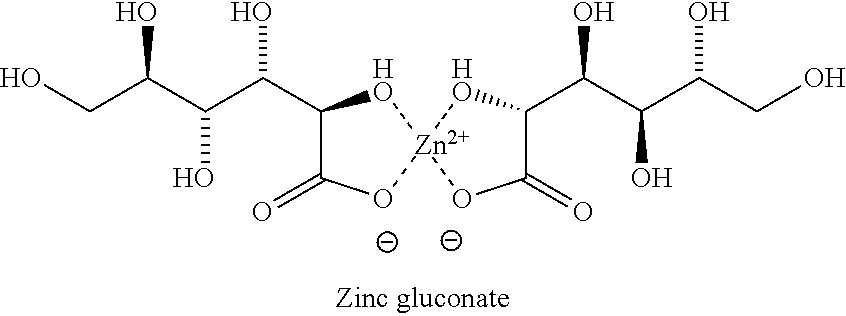 HO HO OH OH
HO H H OH
O O
Zn2+
HO OH
O O O O
⊖ ⊖
Zinc gluconate